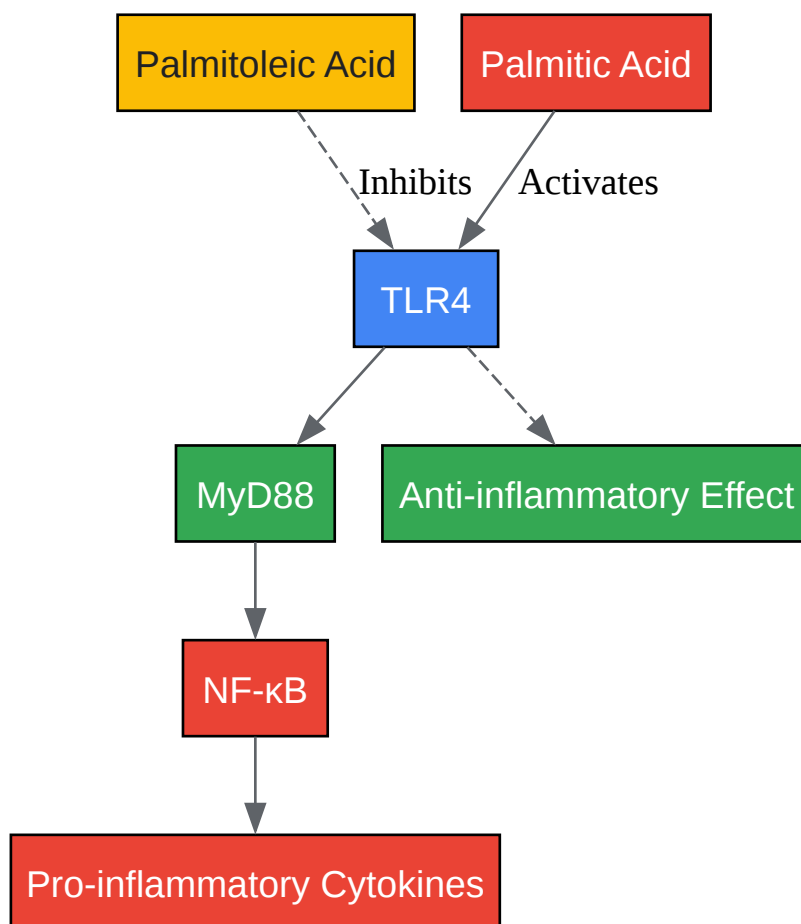 Palmitoleic Acid
Palmitic Acid
Inhibits
Activates
TLR4
MyD88
Anti-inflammatory Effect
NF-κB
Pro-inflammatory Cytokines